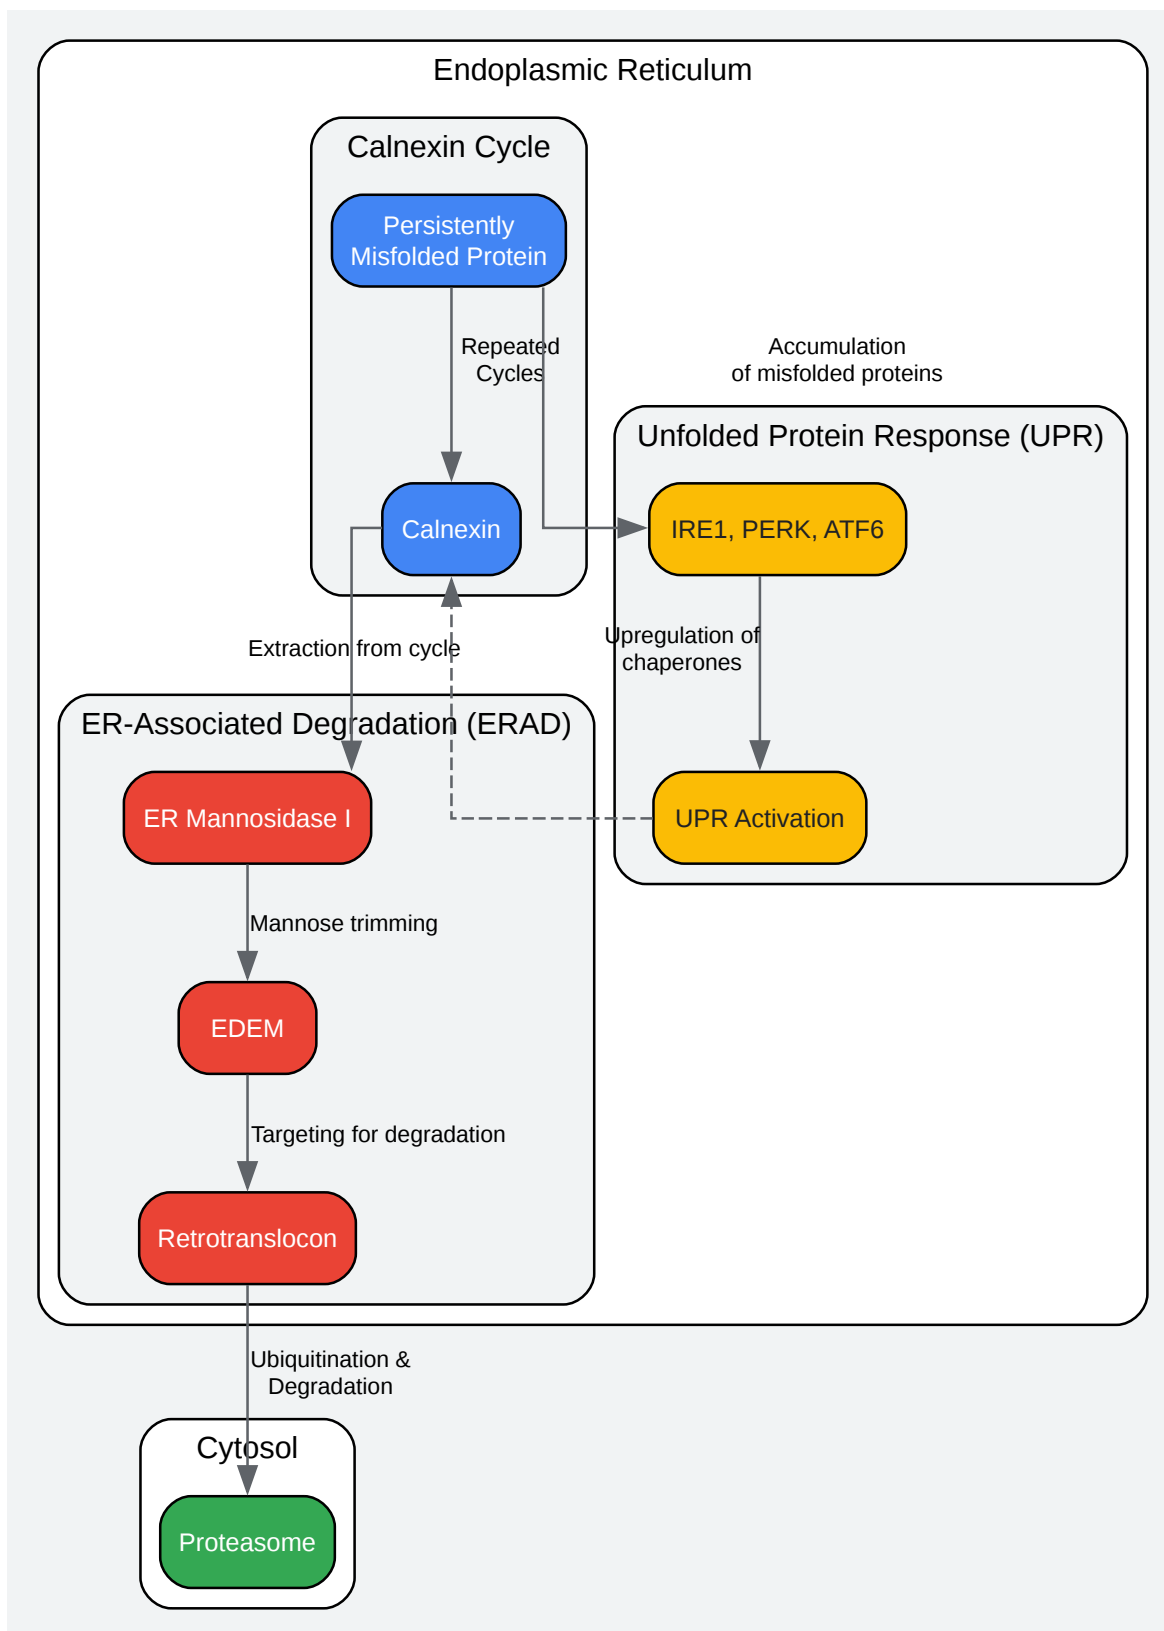 Endoplasmic Reticulum
Calnexin Cycle
Persistently
Misfolded Protein
Repeated
Cycles
Accumulation
of misfolded proteins
Unfolded Protein Response (UPR)
Calnexin
IRE1, PERK, ATF6
Extraction from cycle
Upregulation of
chaperones
ER-Associated Degradation (ERAD)
ER Mannosidase I
UPR Activation
Mannose trimming
EDEM
Targeting for degradation
Retrotranslocon
Ubiquitination &
Degradation
Cytosol
Proteasome